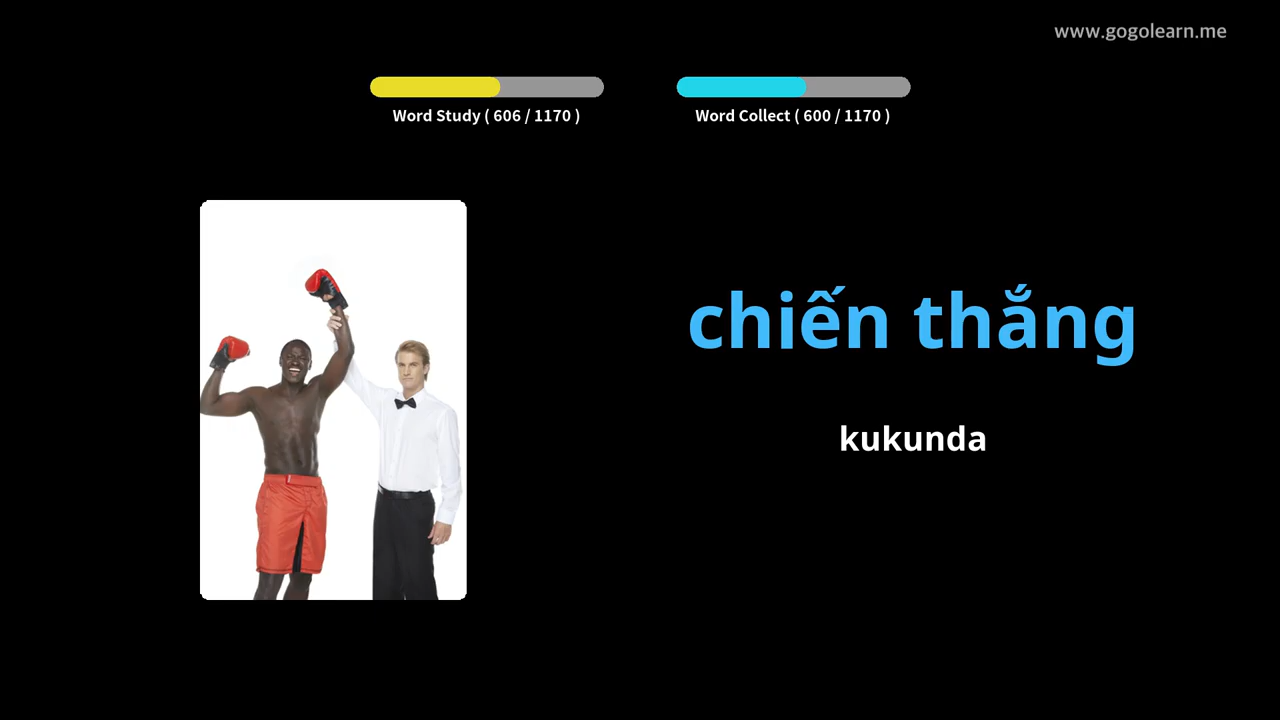 www.gogolearn.me
Word Study ( 606 / 1170 )
Word Collect ( 600 / 1170 )
chiến thắng
kukunda